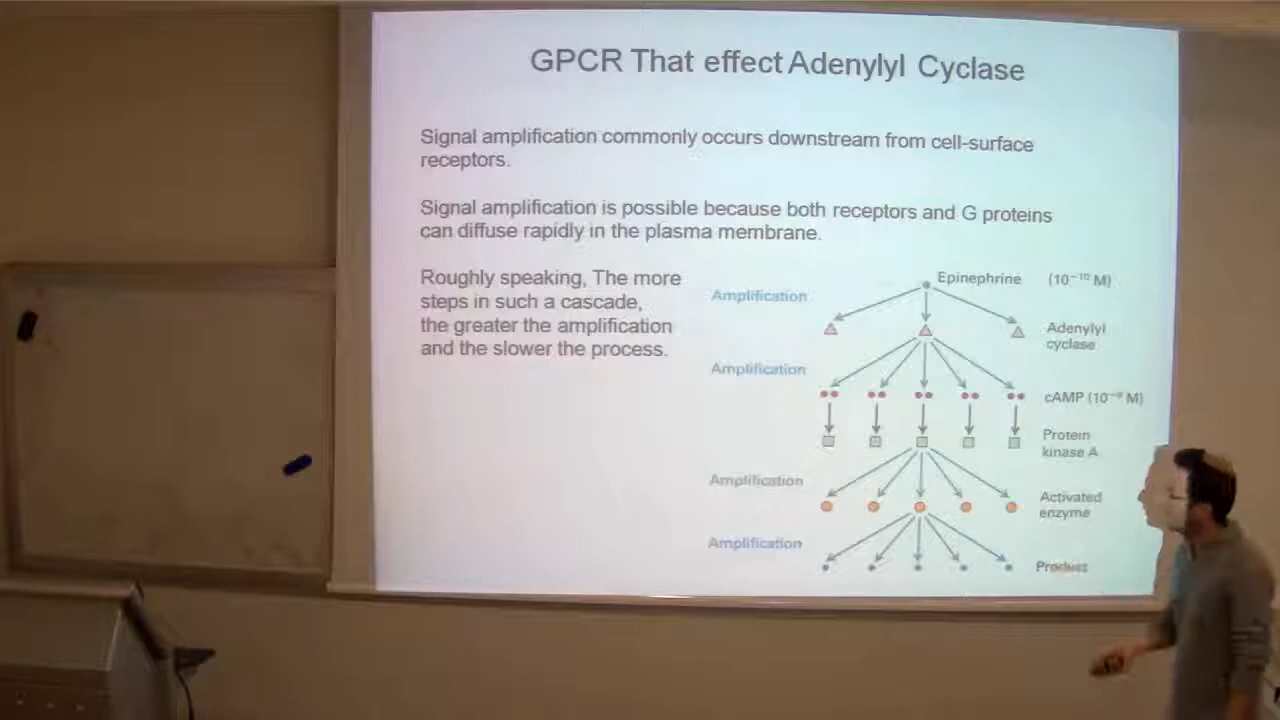 GPCR That effect Adenylyl Cyclase
Signal amplification commonly occurs downstream from cell-surface
receptors.
Signal amplification is possible because both receptors and G proteins
can diffuse rapidly in the plasma membrane.
Roughly speaking, The more
steps in such a cascade,
the greater the amplification
and the slower the process.
Epinephrine (10⁻¹⁰ M)
Amplification
Adenylyl
cyclase
Amplification
cAMP
Protein
kinase A
Amplification
Activated
enzyme
Amplification
Product